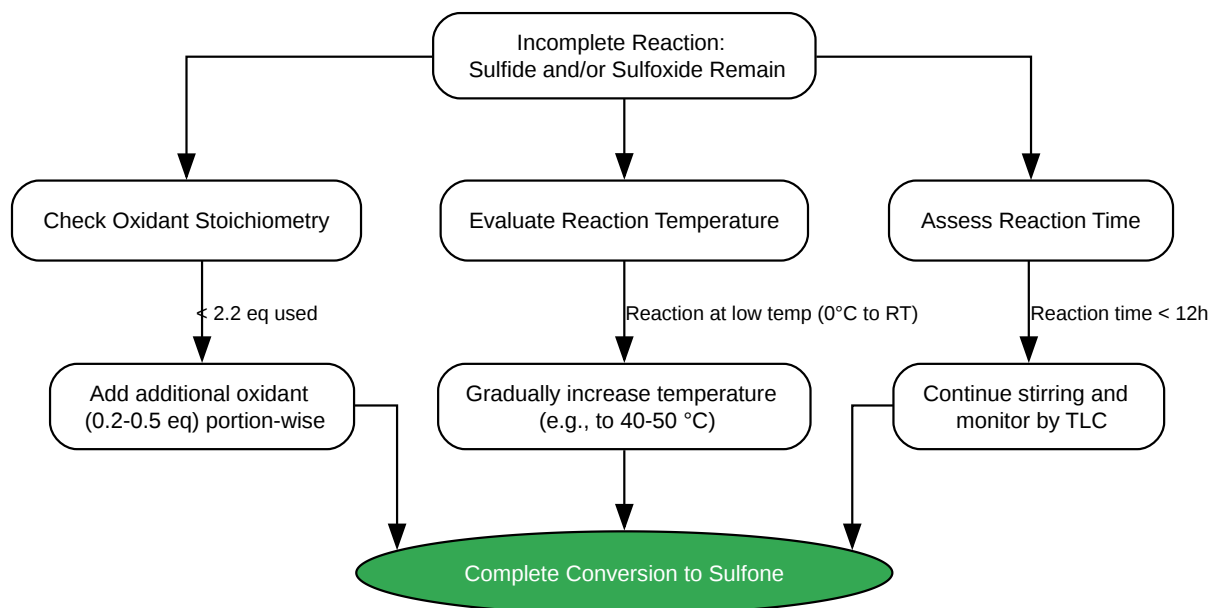 Incomplete Reaction:
Sulfide and/or Sulfoxide Remain
Check Oxidant Stoichiometry
Evaluate Reaction Temperature
Assess Reaction Time
< 2.2 eq used
Reaction at low temp (0°C to RT)
Reaction time < 12h
Add additional oxidant
(0.2-0.5 eq) portion-wise
Gradually increase temperature
(e.g., to 40-50 °C)
Continue stirring and
monitor by TLC
Complete Conversion to Sulfone